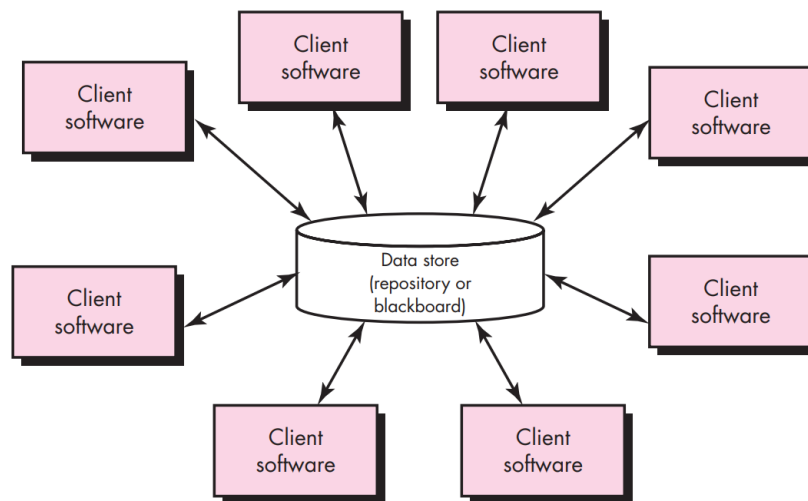 Client
software
Client
software
Client
software
Client
software
Data store
(repository or
blackboard)
Client
software
Client
software
Client
software
Client
software